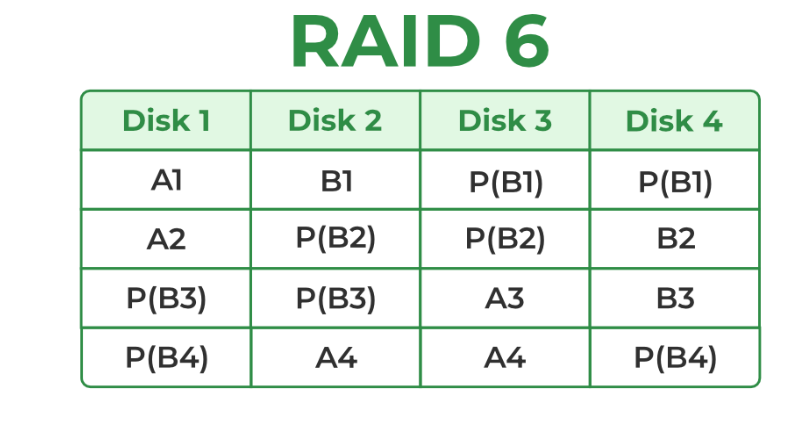 RAID 6
Disk 1 Disk 2 Disk 3 Disk 4
A1 B1 P(B1) P(B1)
A2 P(B2) P(B2) B2
P(B3) P(B3) A3 B3
P(B4) A4 A4 P(B4)